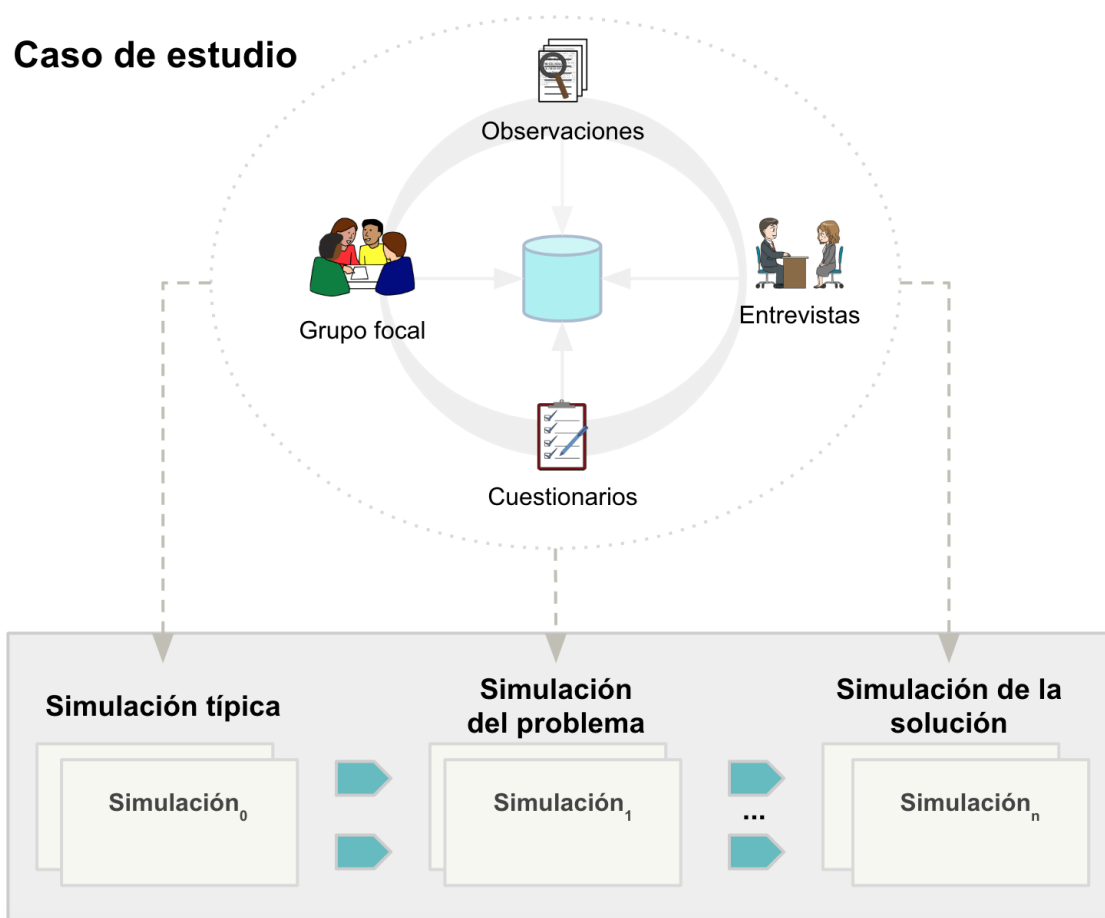 Caso de estudio
Observaciones
Grupo focal
Entrevistas
Cuestionarios
Simulación típica
Simulación
del problema
Simulación de la
solución
Simulación₀
Simulación₁
...
Simulaciónₙ